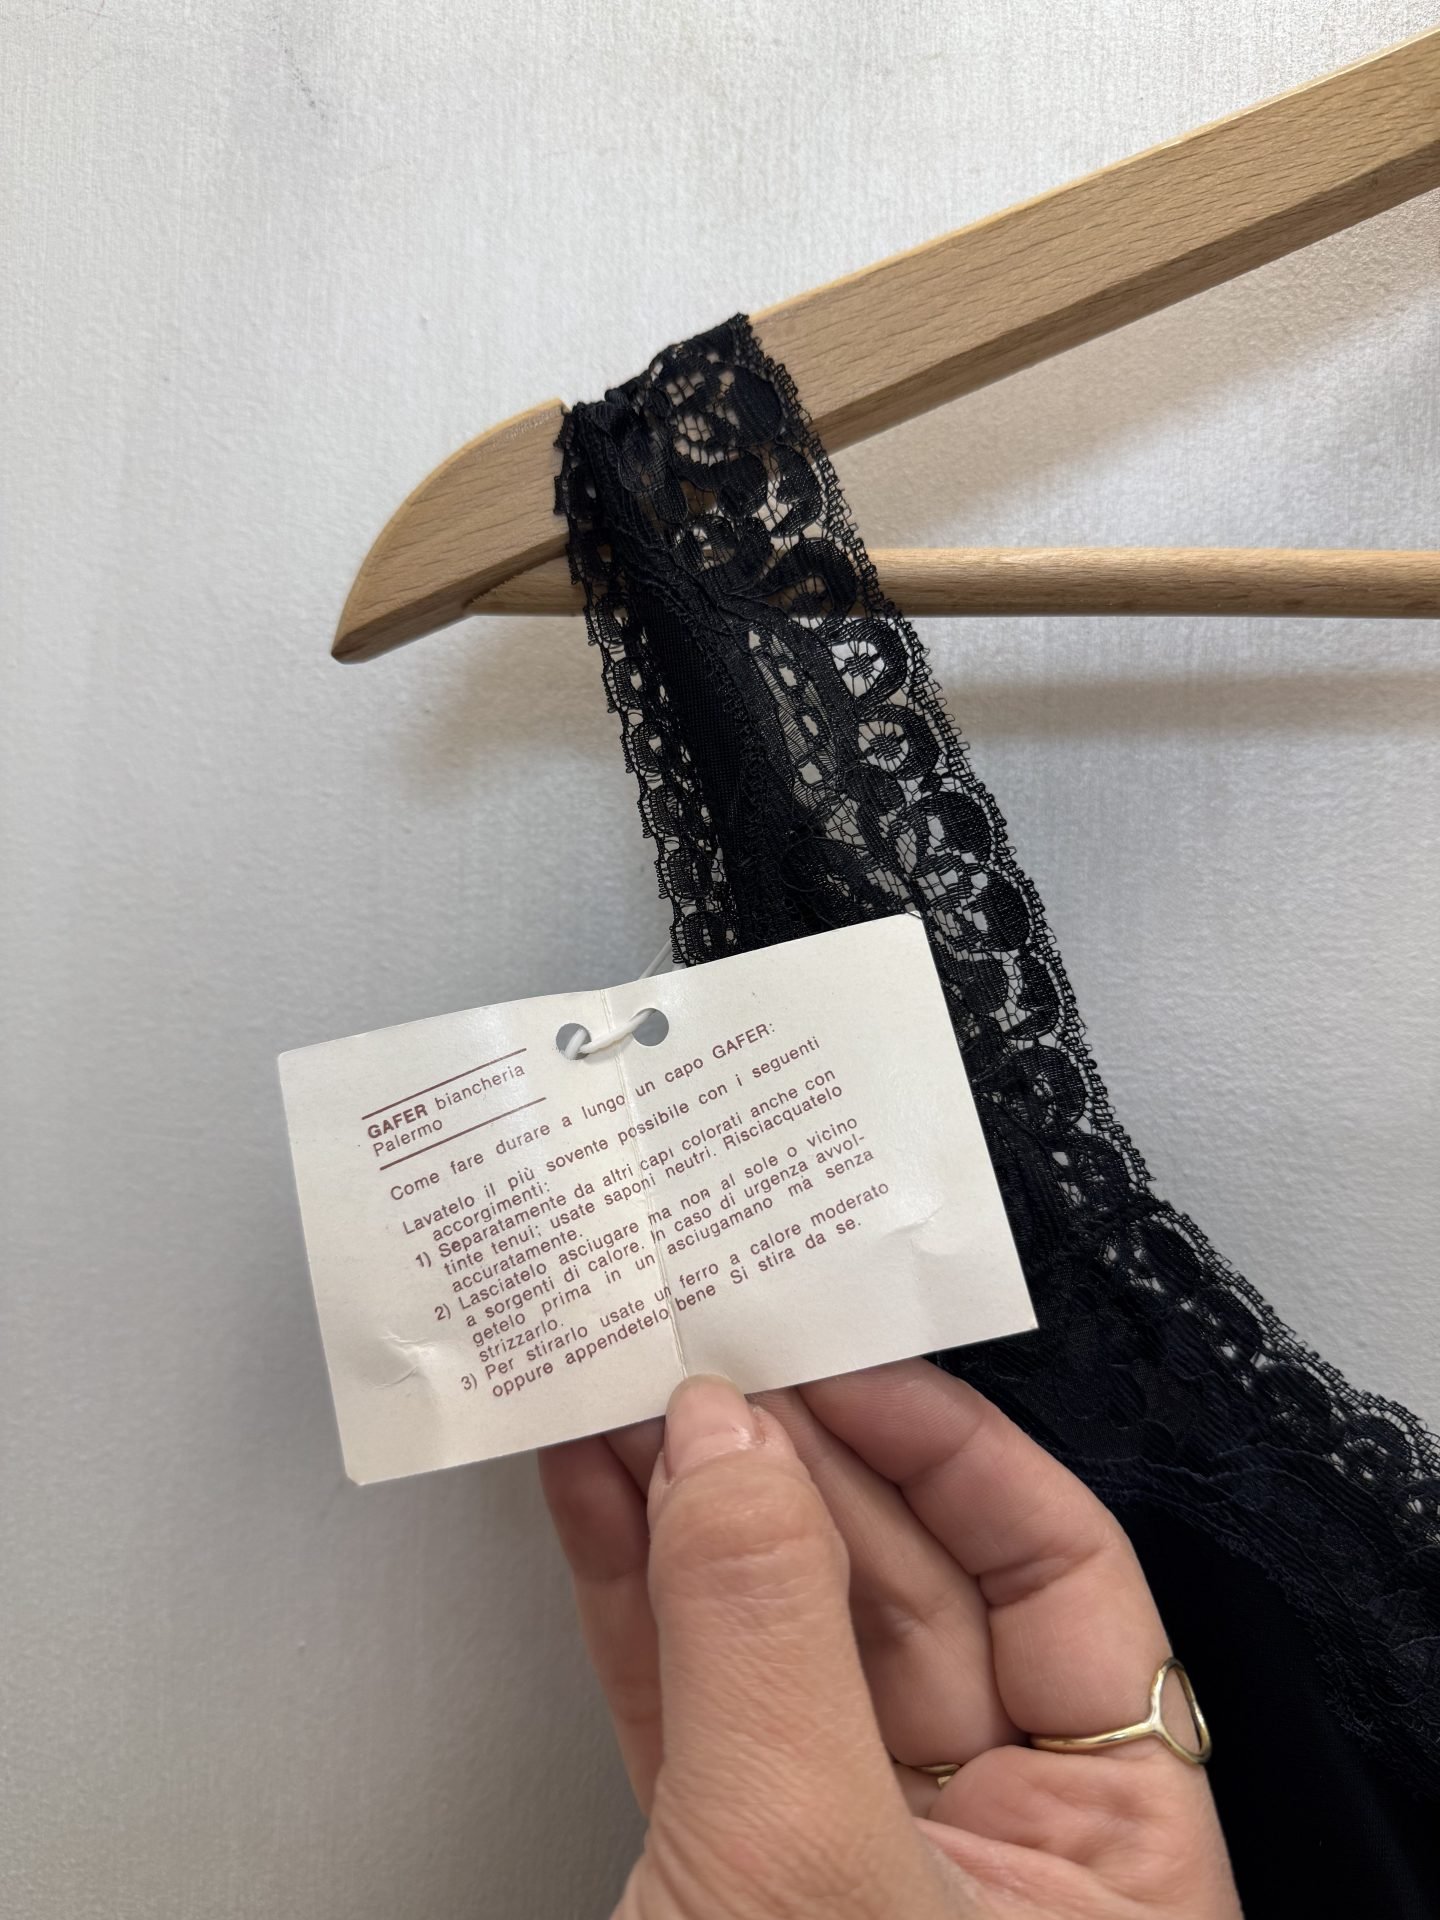 GAFER biancheria
Palermo
Come fare durare a lungo un capo GAFER:
Lavatelo il più sovente possibile con i seguenti
accorgimenti:
1) Separatamente da altri capi colorati anche con
tinte tenui; usate saponi neutri. Risciacquatelo
accuratamente.
2) Lasciatelo asciugare ma non al sole o vicino
a sorgenti di calore. In caso di urgenza avvol-
getelo prima in un asciugamano mà senza
strizzarlo.
3) Per stirarlo usate un ferro a calore moderato
oppure appendetelo bene Si stira da se.